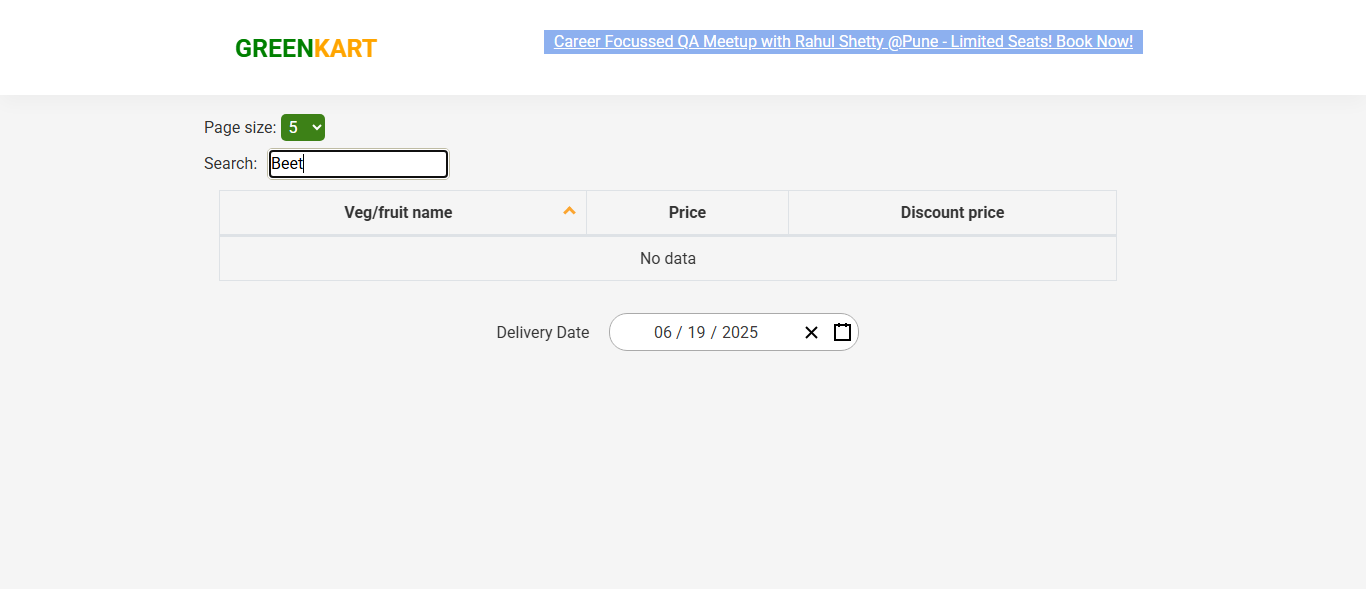 GREENKART
Career Focussed QA Meetup with Rahul Shetty @Pune - Limited Seats! Book Now!
Page size: 5
Search: Beet
Veg/fruit name Price Discount price
No data
Delivery Date 06 / 19 / 2025